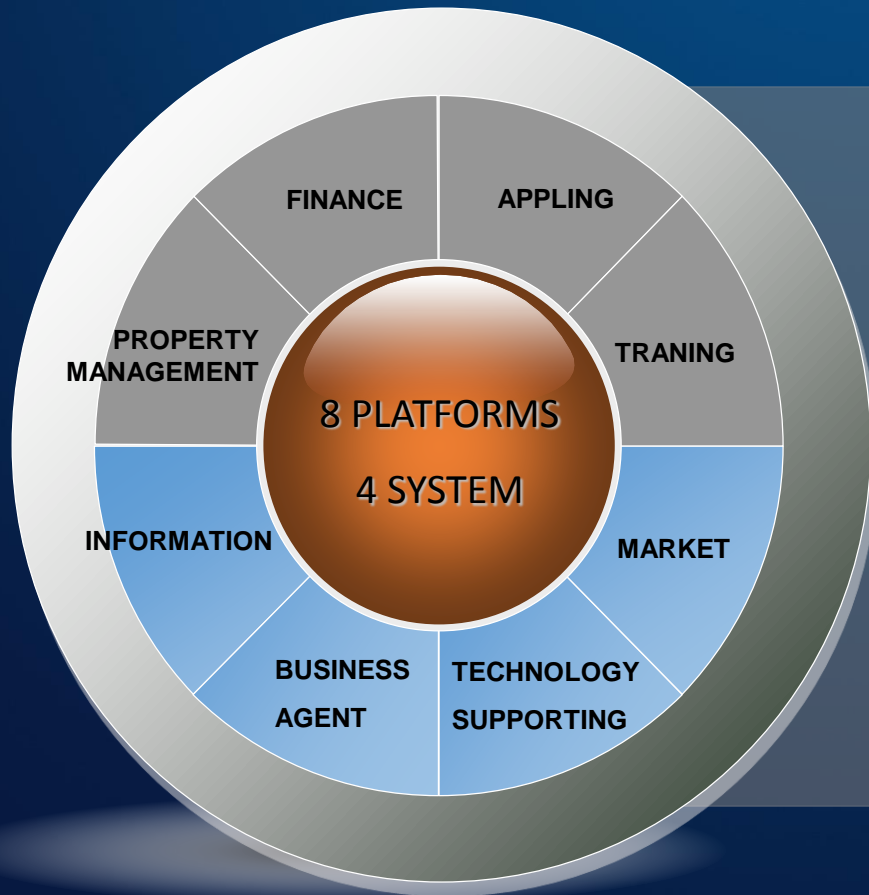 FINANCE
APPLING
PROPERTY
MANAGEMENT
TRANING
8 PLATFORMS
4 SYSTEM
INFORMATION
MARKET
BUSINESS
AGENT
TECHNOLOGY
SUPPORTING